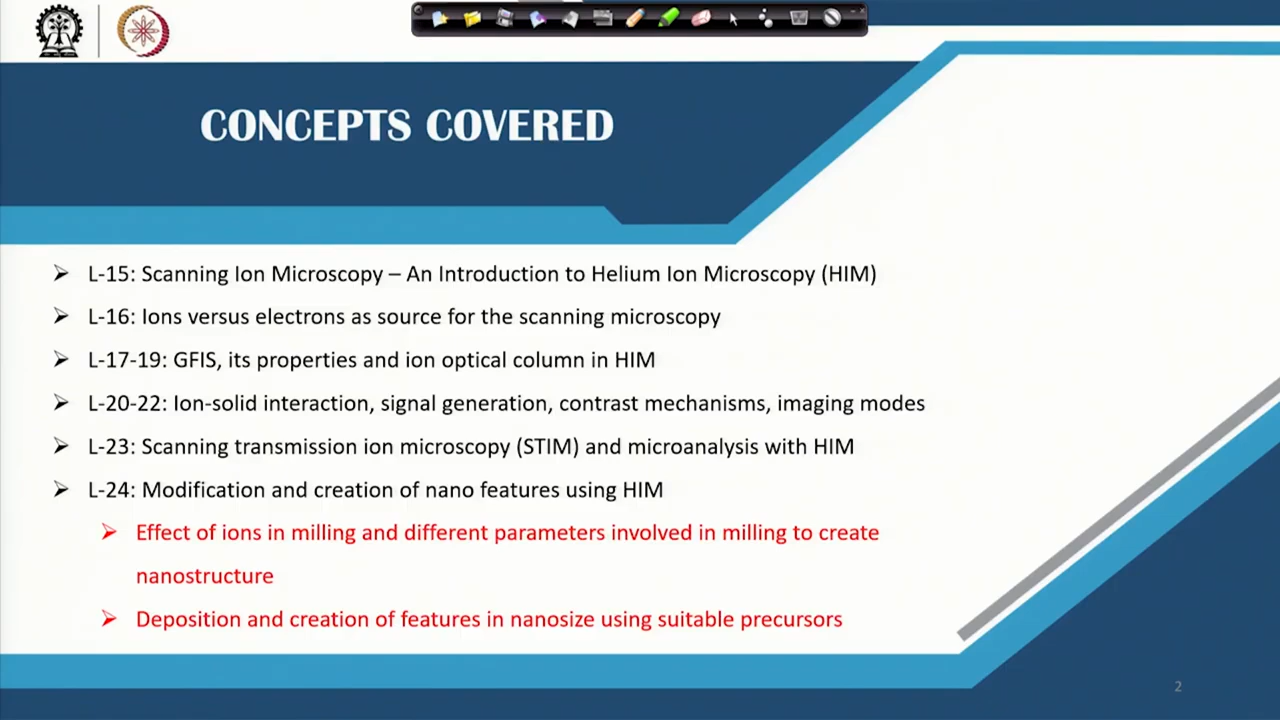 CONCEPTS COVERED
L-15: Scanning Ion Microscopy – An Introduction to Helium Ion Microscopy (HIM)
L-16: Ions versus electrons as source for the scanning microscopy
L-17-19: GFIS, its properties and ion optical column in HIM
L-20-22: Ion-solid interaction, signal generation, contrast mechanisms, imaging modes
L-23: Scanning transmission ion microscopy (STIM) and microanalysis with HIM
L-24: Modification and creation of nano features using HIM
Effect of ions in milling and different parameters involved in milling to create
nanostructure
Deposition and creation of features in nanosize using suitable precursors
2